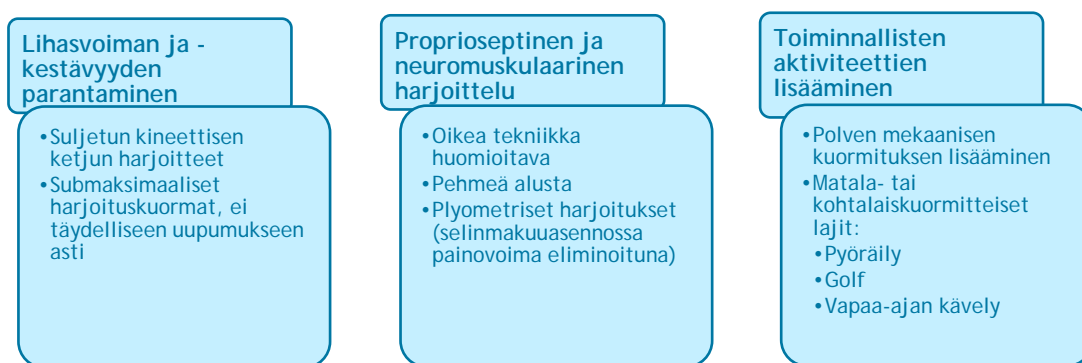 Lihasvoiman ja -
kestävyyden
parantaminen
•Suljetun kineettisen
ketjun harjoitteet
•Submaksimaaliset
harjoituskuormat, ei
täydelliseen uupumukseen
asti
Proprioseptinen ja
neuromuskulaarinen
harjoittelu
•Oikea tekniikka
huomioitava
•Pehmeä alusta
•Plyometriset harjoitukset
(selinmakuuasennossa
painovoima eliminoituna)
Toiminnallisten
aktiviteettien
lisääminen
•Polven mekaanisen
kuormituksen lisääminen
•Matala- tai
kohtalaiskuormitteiset
lajit:
•Pyöräily
•Golf
•Vapaa-ajan kävely